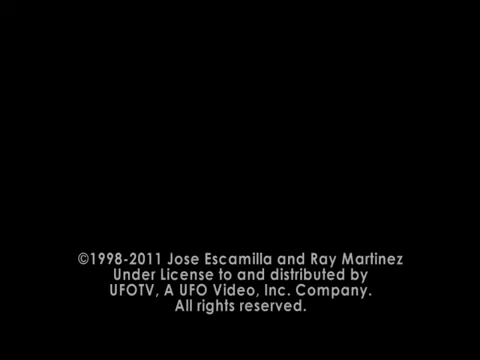 ©1998-2011 Jose Escamilla and Ray Martinez
Under License to and distributed by
UFOTV, A UFO Video, Inc. Company.
All rights reserved.